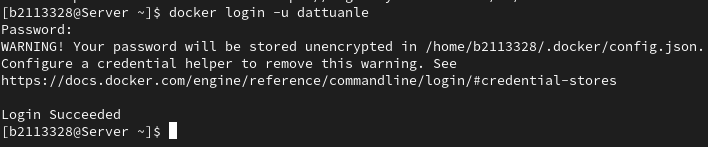 [b2113328@Server ~]$ docker login -u dattuanle
Password:
WARNING! Your password will be stored unencrypted in /home/b2113328/.docker/config.json.
Configure a credential helper to remove this warning. See
https://docs.docker.com/engine/reference/commandline/login/#credential-stores
Login Succeeded
[b2113328@Server ~]$